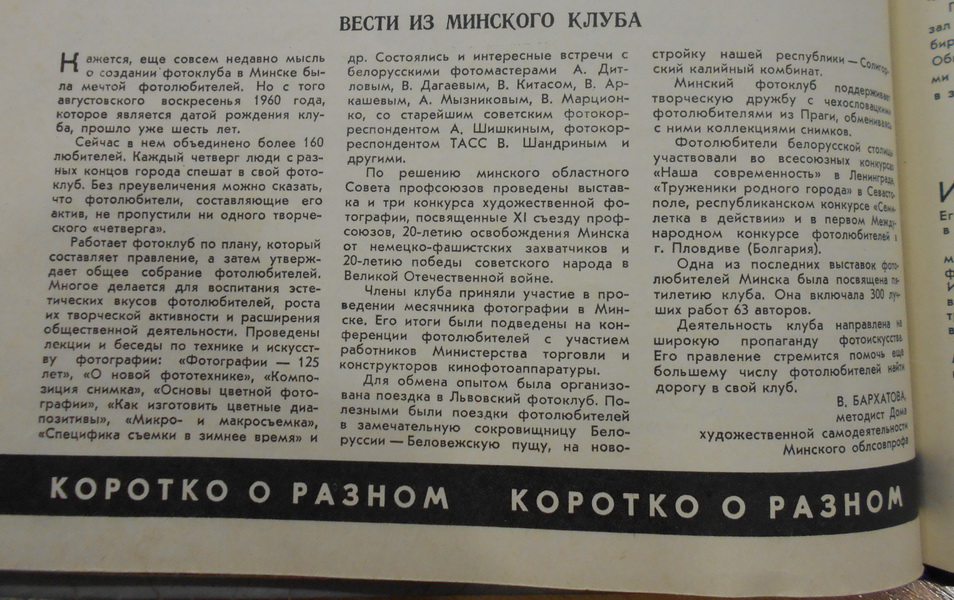 ВЕСТИ ИЗ МИНСКОГО КЛУБА
Кажется, еще совсем недавно мысль
о создании фотоклуба в Минске бы-
ла мечтой фотолюбителей. Но с того
августовского воскресенья 1960 года,
которое является датой рождения клу-
ба, прошло уже шесть лет.
Сейчас в нем объединено более 160
любителей. Каждый четверг люди с раз-
ных концов города спешат в свой фото-
клуб. Без преувеличения можно сказать,
что фотолюбители, составляющие его
актив, не пропустили ни одного творче-
ского «четверга».
Работает фотоклуб по плану, который
составляет правление, а затем утверж-
дает общее собрание фотолюбителей.
Многое делается для воспитания эсте-
тических вкусов фотолюбителей, роста
их творческой активности и расширения
общественной деятельности. Проведены
лекции и беседы по технике и искусст-
ву фотографии: «Фотографии — 125
лет», «О новой фототехнике», «Компо-
зиция снимка», «Основы цветной фото-
графии», «Как изготовить цветные диа-
позитивы», «Микро- и макросъемка»,
«Специфика съемки в зимнее время» и
др. Состоялись и интересные встречи с
белорусскими фотомастерами А. Дит-
ловым, В. Дагаевым, В. Китасом, В. Ар-
кашевым, А. Мызниковым, В. Марцион-
ко, со старейшим советским фотокор-
респондентом А. Шишкиным, фотокор-
респондентом ТАСС В. Шандриным и
другими.
По решению минского областного
Совета профсоюзов проведены выстав-
ка и три конкурса художественной фо-
тографии, посвященные XI съезду проф-
союзов, 20-летию освобождения Минска
от немецко-фашистских захватчиков и
20-летию победы советского народа в
Великой Отечественной войне.
Члены клуба приняли участие в про-
ведении месячника фотографии в Мин-
ске. Его итоги были подведены на кон-
ференции фотолюбителей с участием
работников Министерства торговли и
конструкторов кинофотоаппаратуры.
Для обмена опытом была организо-
вана поездка в Львовский фотоклуб. По-
лезными были поездки фотолюбителей
в замечательную сокровищницу Бело-
руссии — Беловежскую пущу, на ново-
стройку нашей республики — Солигор-
ский калийный комбинат.
Минский фотоклуб поддерживает
творческую дружбу с чехословацкими
фотолюбителями из Праги, обмениваясь
с ними коллекциями снимков.
Фотолюбители белорусской столицы
участвовали во всесоюзных конкурсах
«Наша современность» в Ленинграде,
«Труженики родного города» в Севасто-
поле, республиканском конкурсе «Семи-
летка в действии» и в первом Между-
народном конкурсе фотолюбителей в
г. Пловдиве (Болгария).
Одна из последних выставок фото-
любителей Минска была посвящена пя-
тилетию клуба. Она включала 300 луч-
ших работ 63 авторов.
Деятельность клуба направлена на
широкую пропаганду фотоискусства.
Его правление стремится помочь еще
большему числу фотолюбителей найти
дорогу в свой клуб.
В. БАРХАТОВА,
методист Дома
художественной самодеятельности
Минского облсовпрофа
КОРОТКО О РАЗНОМ КОРОТКО О РАЗНОМ